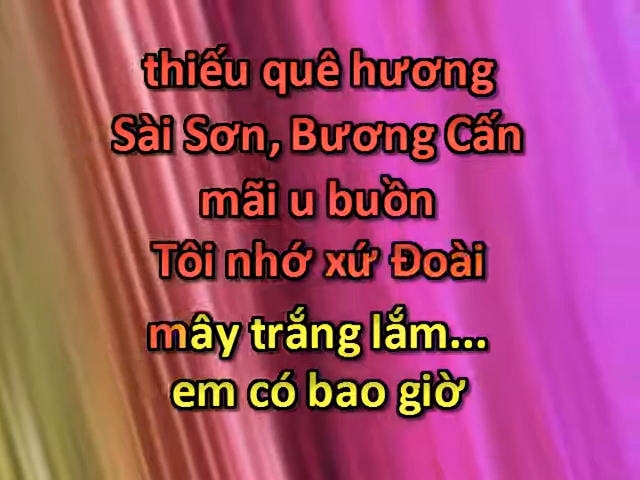 thiếu quê hương
Sài Sơn, Bương Cấn
mãi u buồn
Tôi nhớ xứ Đoài
mây trắng lắm...
em có bao giờ